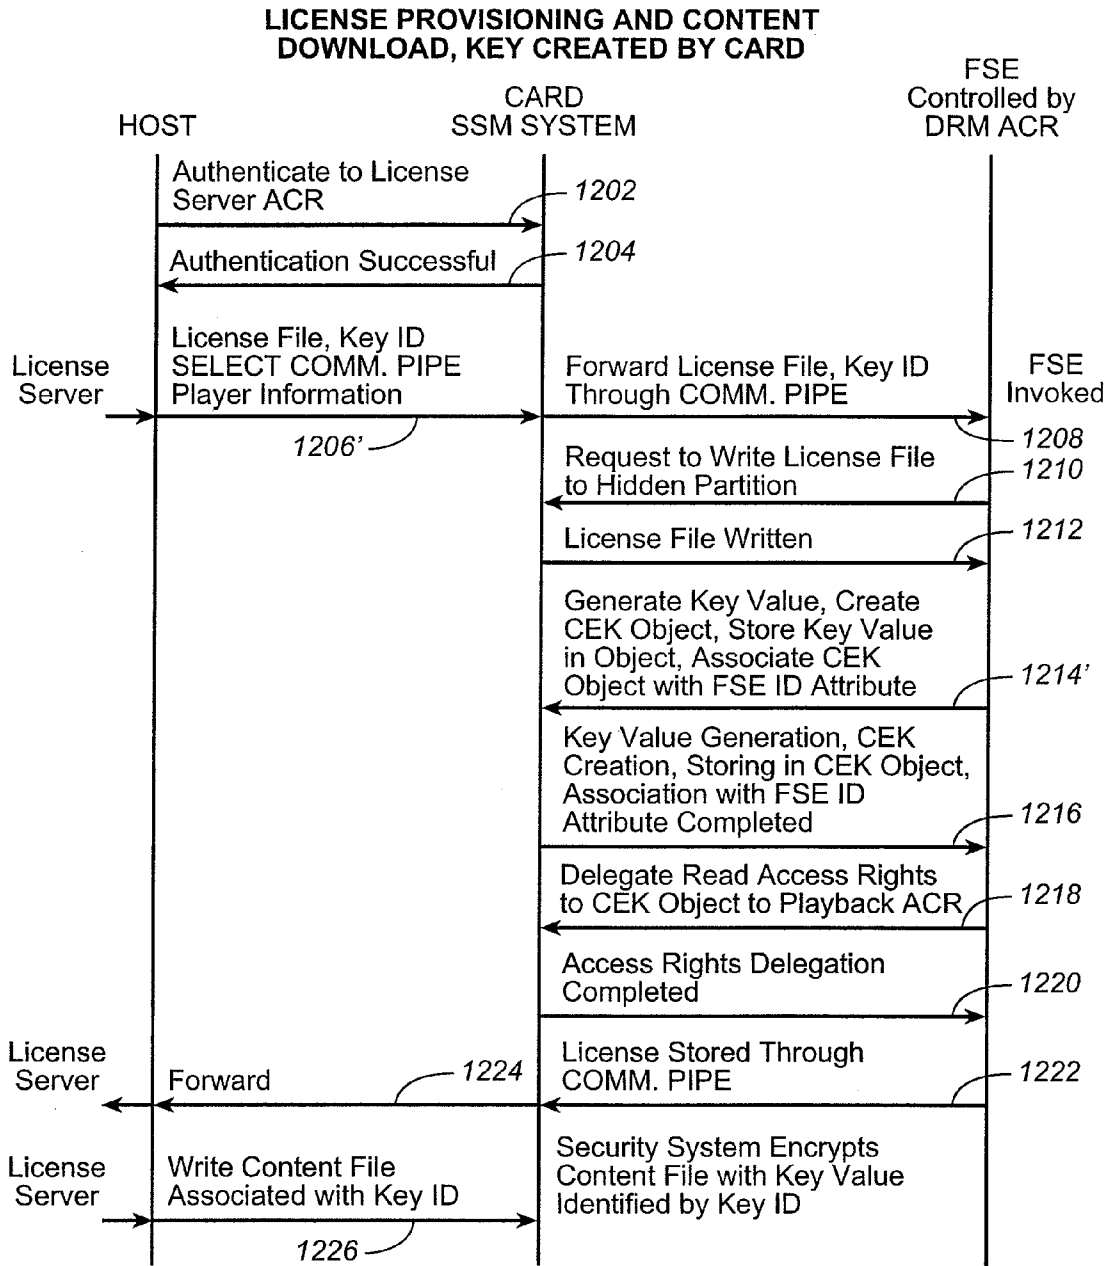 LICENSE PROVISIONING AND CONTENT
DOWNLOAD, KEY CREATED BY CARD
HOST
CARD
SSM SYSTEM
FSE
Controlled by
DRM ACR
Authenticate to License
Server ACR
1202
Authentication Successful
1204
License
Server
License File, Key ID
SELECT COMM. PIPE
Player Information
1206'
Forward License File, Key ID
Through COMM. PIPE
FSE
Invoked
1208
Request to Write License File
to Hidden Partition
1210
License File Written
1212
Generate Key Value, Create
CEK Object, Store Key Value
in Object, Associate CEK
Object with FSE ID Attribute
1214'
Key Value Generation, CEK
Creation, Storing in CEK Object,
Association with FSE ID
Attribute Completed
1216
Delegate Read Access Rights
to CEK Object to Playback ACR
1218
Access Rights Delegation
Completed
1220
License
Server
Forward
1224
License Stored Through
COMM. PIPE
1222
License
Server
Write Content File
Associated with Key ID
1226
Security System Encrypts
Content File with Key Value
Identified by Key ID